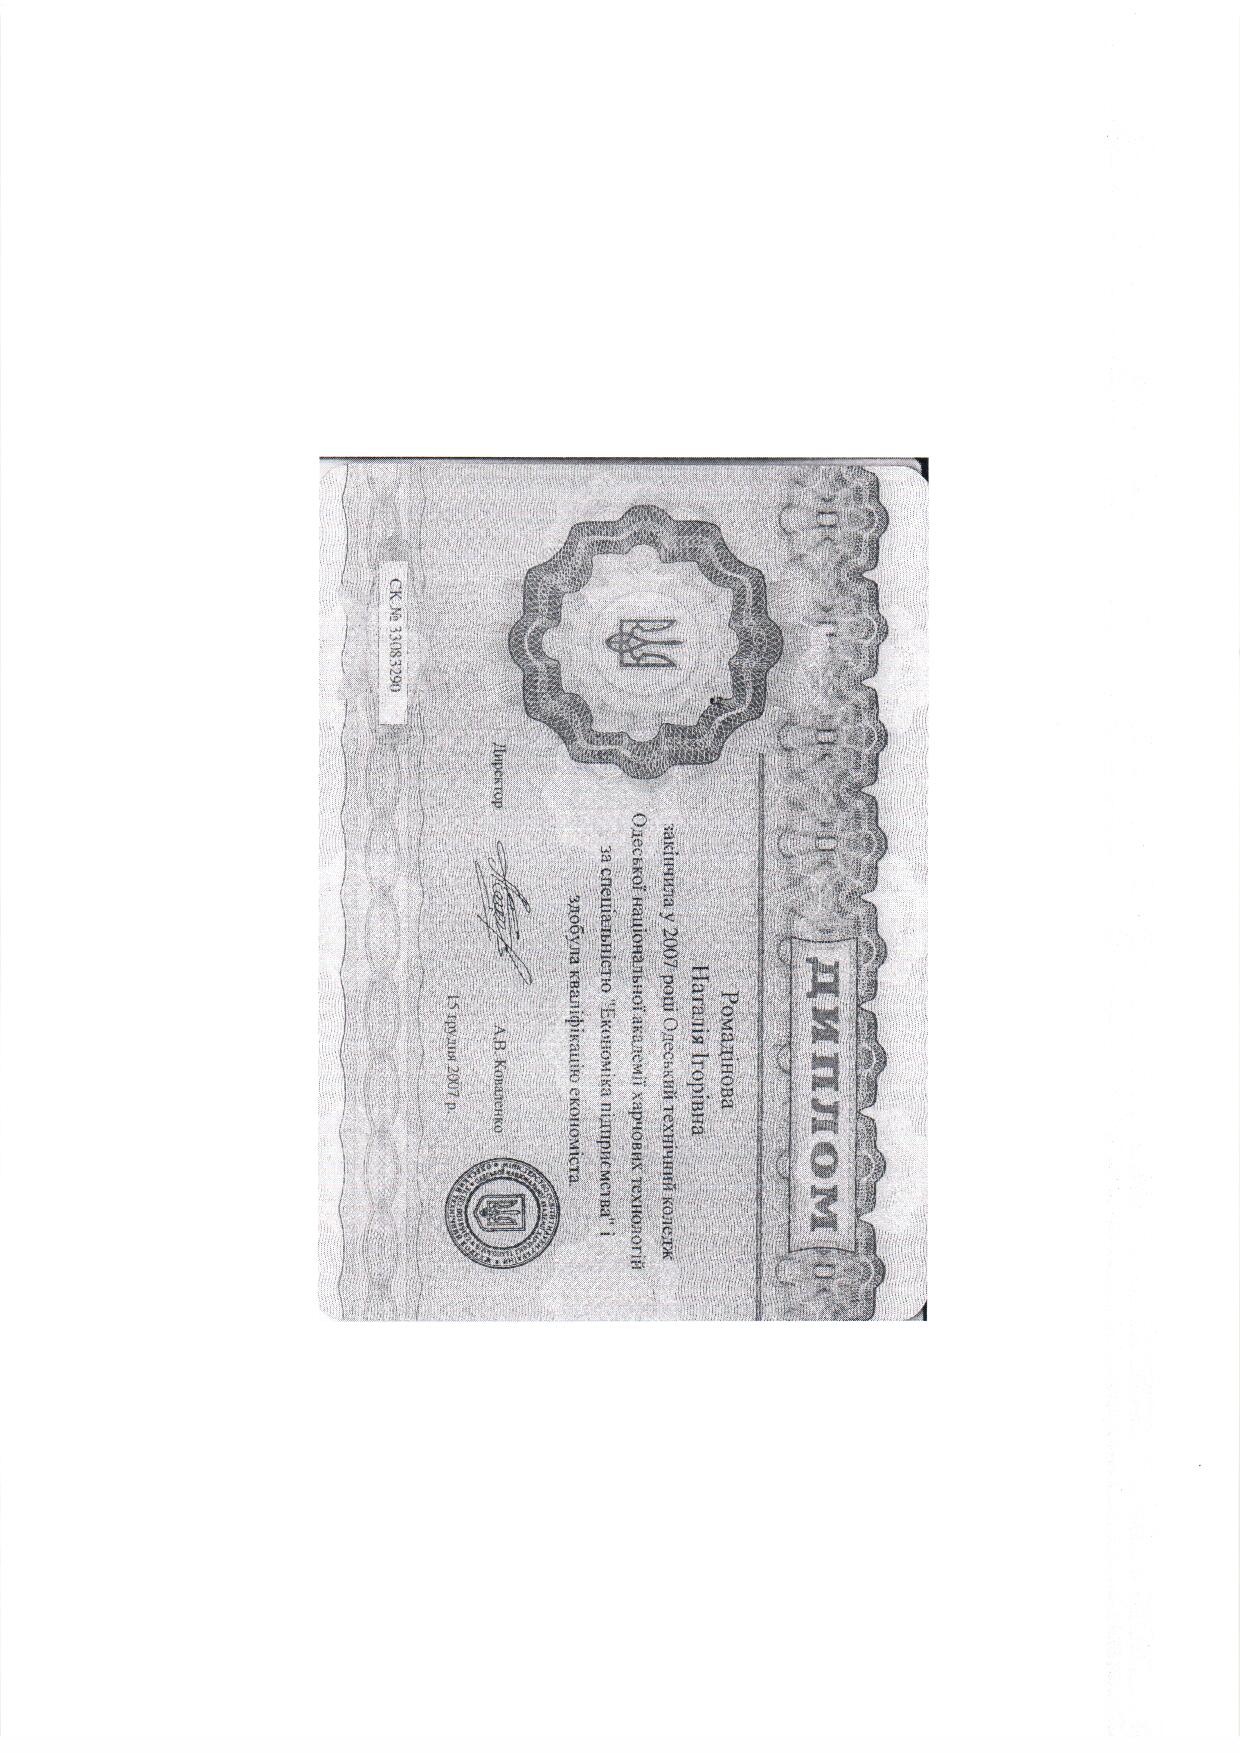 ДИПЛОМ
Ромадінова
Наталія Ігорівна
закінчила у 2007 році Одеський технічний коледж
Одеської національної академії харчових технологій
за спеціальністю "Економіка підприємства" і
здобула кваліфікацію економіста
Директор А.В. Коваленко
15 грудня 2007 р.
СК № 33083290